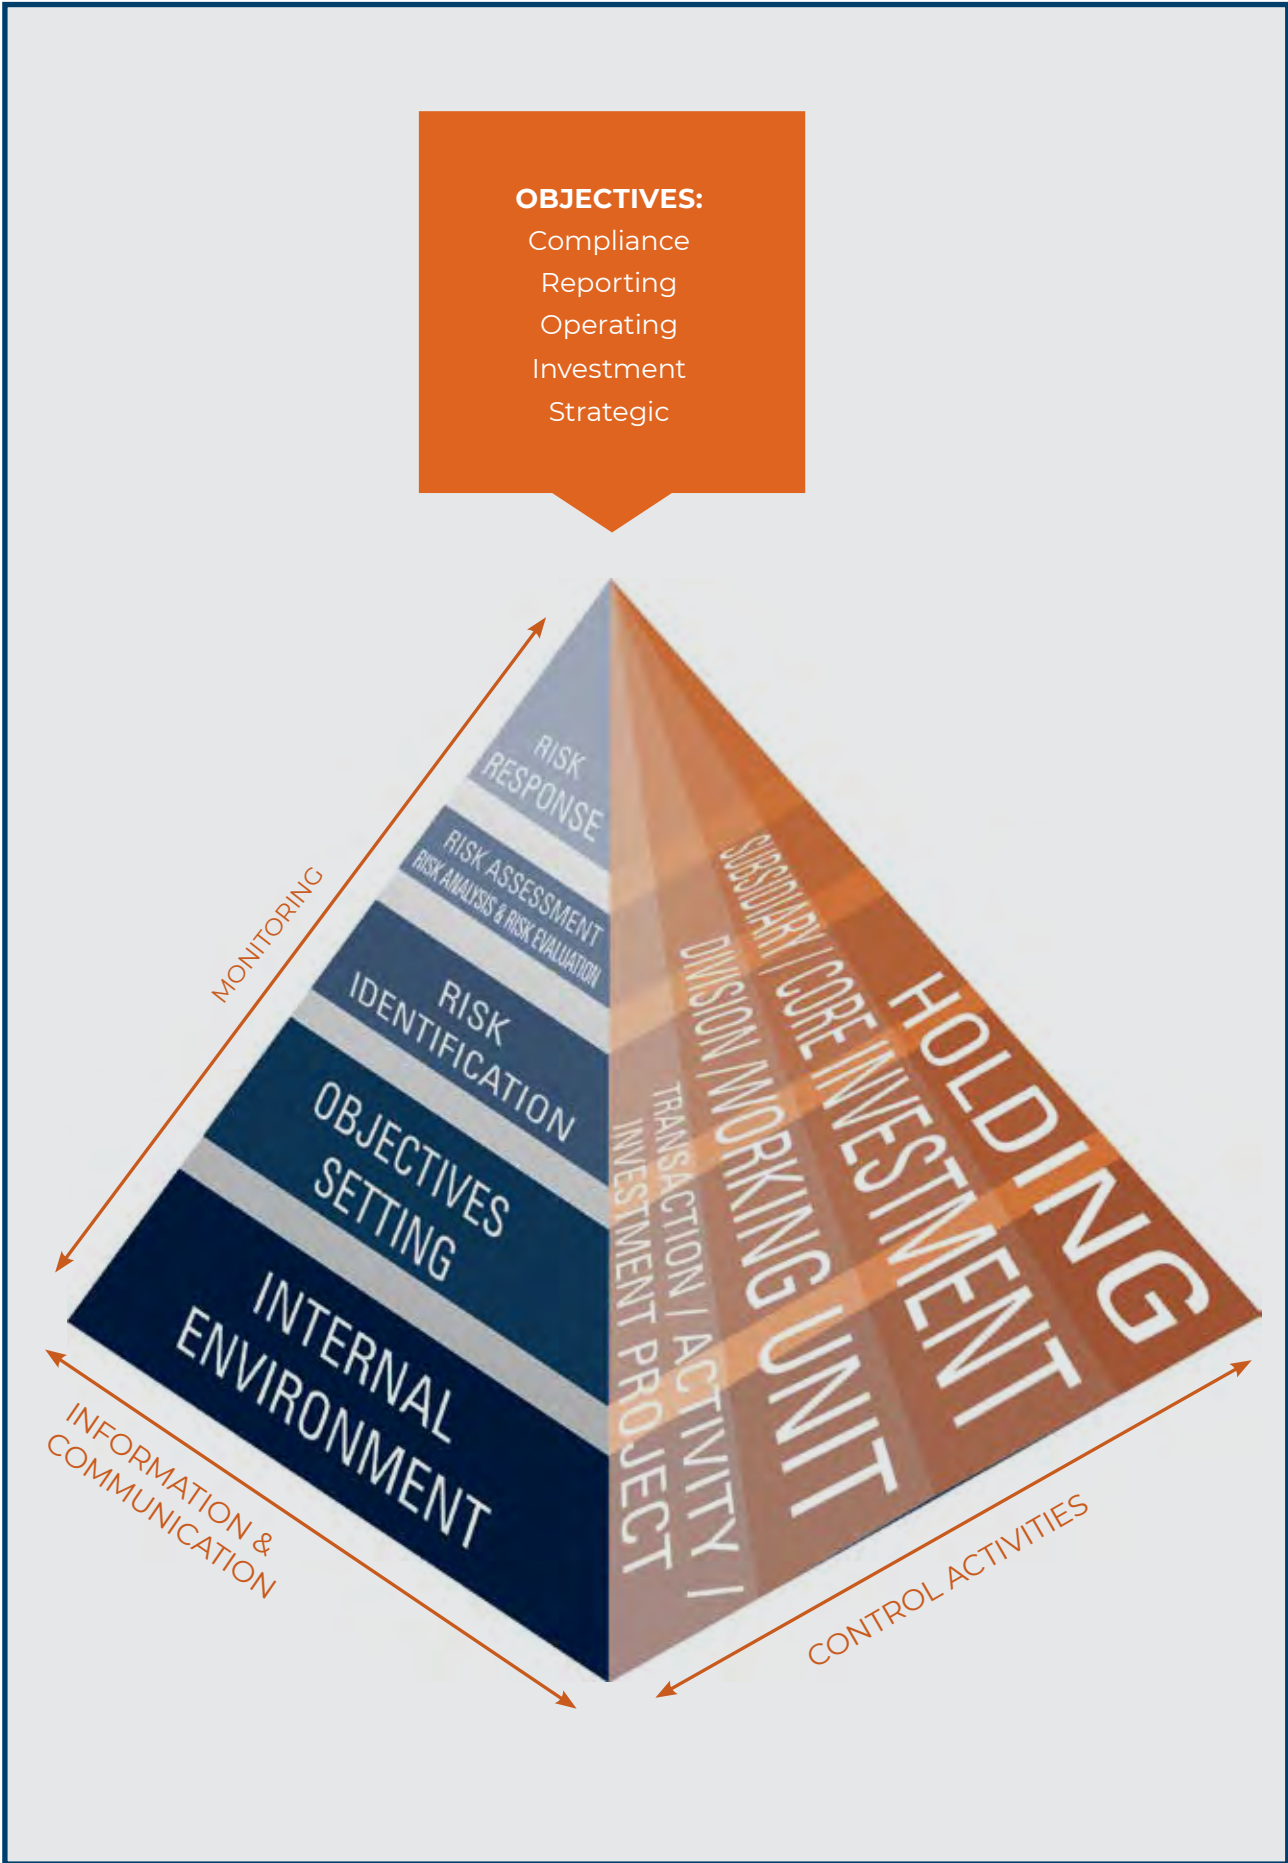 OBJECTIVES:
Compliance
Reporting
Operating
Investment
Strategic
MONITORING
RISK
RESPONSE
RISK ASSESSMENT
RISK ANALYSIS & RISK EVALUATION
RISK
IDENTIFICATION
OBJECTIVES
SETTING
INTERNAL
ENVIRONMENT
INVESTMENT PROJECT
TRANSACTION / ACTIVITY /
DIVISION /WORKING UNIT
SUBSIDIARY / CORE INVESTMENT
HOLDING
INFORMATION &
COMMUNICATION
CONTROL ACTIVITIES